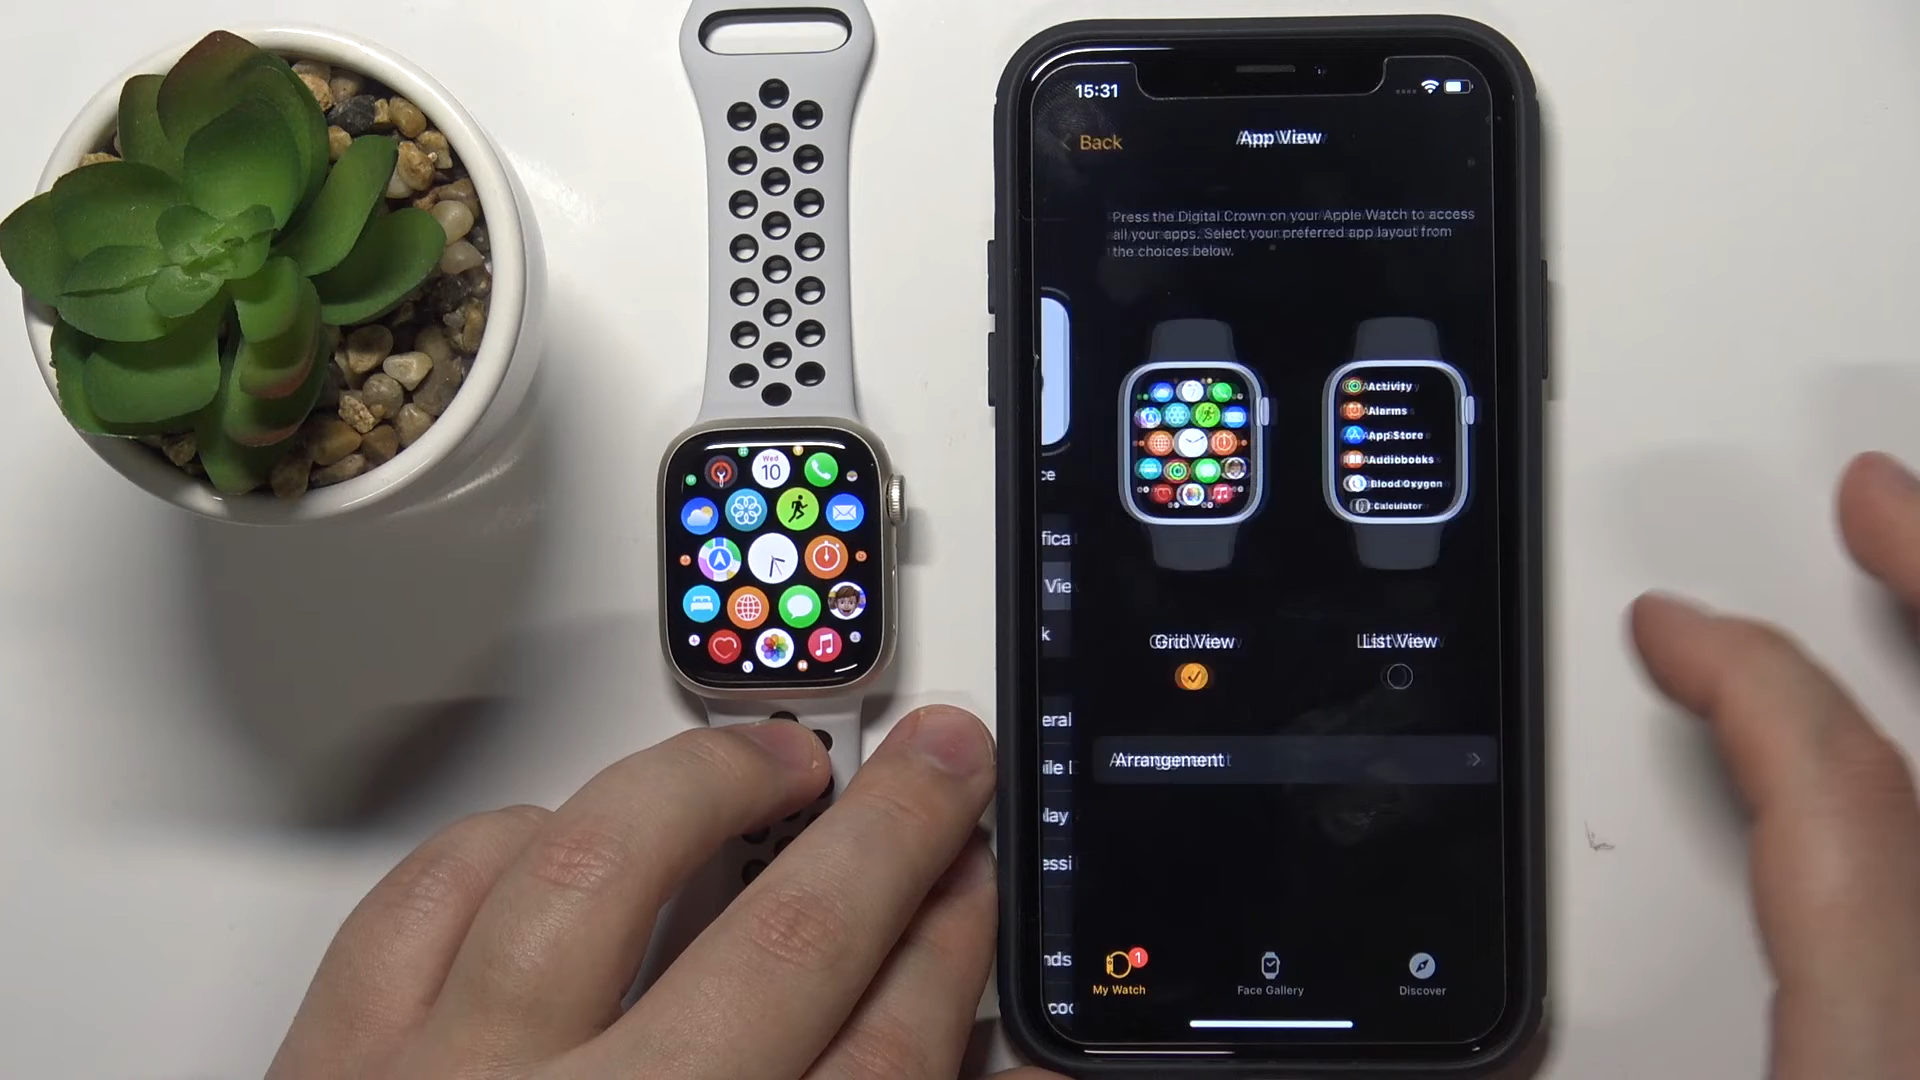 Wed
10
15:31
Back
App View
Press the Digital Crown on your Apple Watch to access
all your apps. Select your preferred app layout from
the choices below.
Activity
Alarms
App Store
Audiobooks
Blood Oxygen
Calculator
Grid View
List View
Arrangement
1
My Watch
Face Gallery
Discover